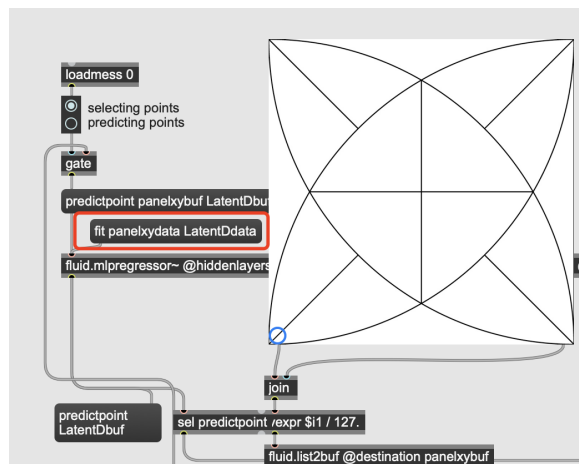 loadmess 0
selecting points
predicting points
gate
predictpoint panelxybuf LatentDbuf
fit panelxydata LatentDdata
fluid.mlpregressor~ @hiddenlayers
join
predictpoint
LatentDbuf
sel predictpoint
expr $i1 / 127.
fluid.list2buf @destination panelxybuf